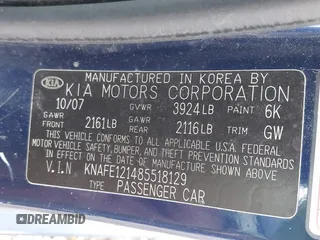 MANUFACTURED IN KOREA BY
KIA KIA MOTORS CORPORATION
10/07 GVWR 3924LB PAINT 6K
GAWR FRONT 2161LB GAWR REAR 2116LB TRIM GW
THIS VEHICLE CONFORMS TO ALL APPLICABLE U.S.A FEDERAL
MOTOR VEHICLE SAFETY, BUMPER, AND THEFT PREVENTION
STANDARDS IN EFFECT ON THE DATE OF MANUFACTURE
SHOWN ABOVE.
V.I.N KNAFE121485518129
TYPE PASSENGER CAR
DREAMBID